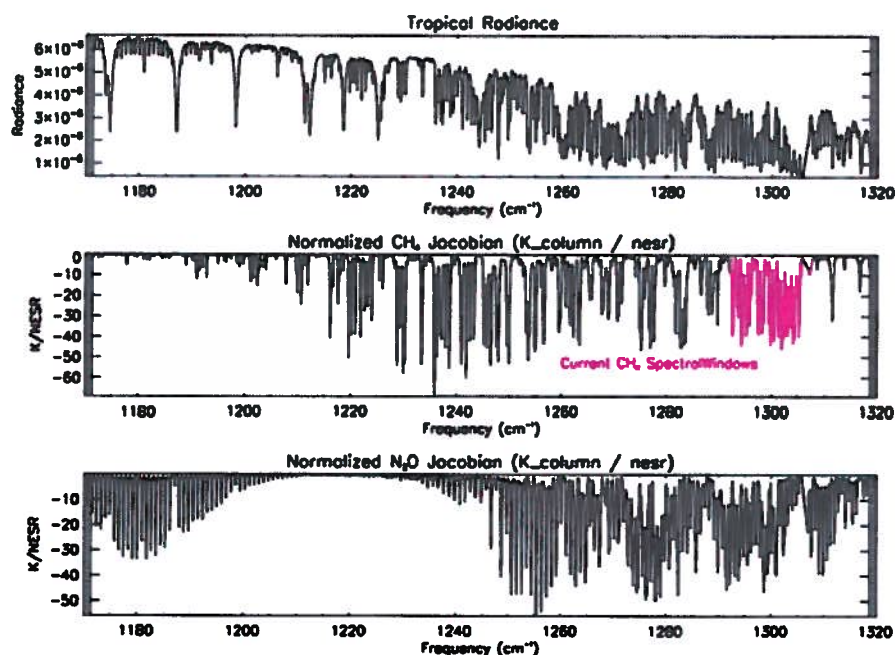 Tropical Radiance
6×10⁻⁶
5×10⁻⁶
4×10⁻⁶
3×10⁻⁶
2×10⁻⁶
1×10⁻⁶
Radiance
1180 1200 1220 1240 1260 1280 1300 1320
Frequency (cm⁻¹)
Normalized CH₄ Jacobian (K_column / nesr)
0
-10
-20
-30
-40
-50
-60
K/NESR
Current CH₄ SpectralWindows
1180 1200 1220 1240 1260 1280 1300 1320
Frequency (cm⁻¹)
Normalized N₂O Jacobian (K_column / nesr)
-10
-20
-30
-40
-50
K/NESR
1180 1200 1220 1240 1260 1280 1300 1320
Frequency (cm⁻¹)